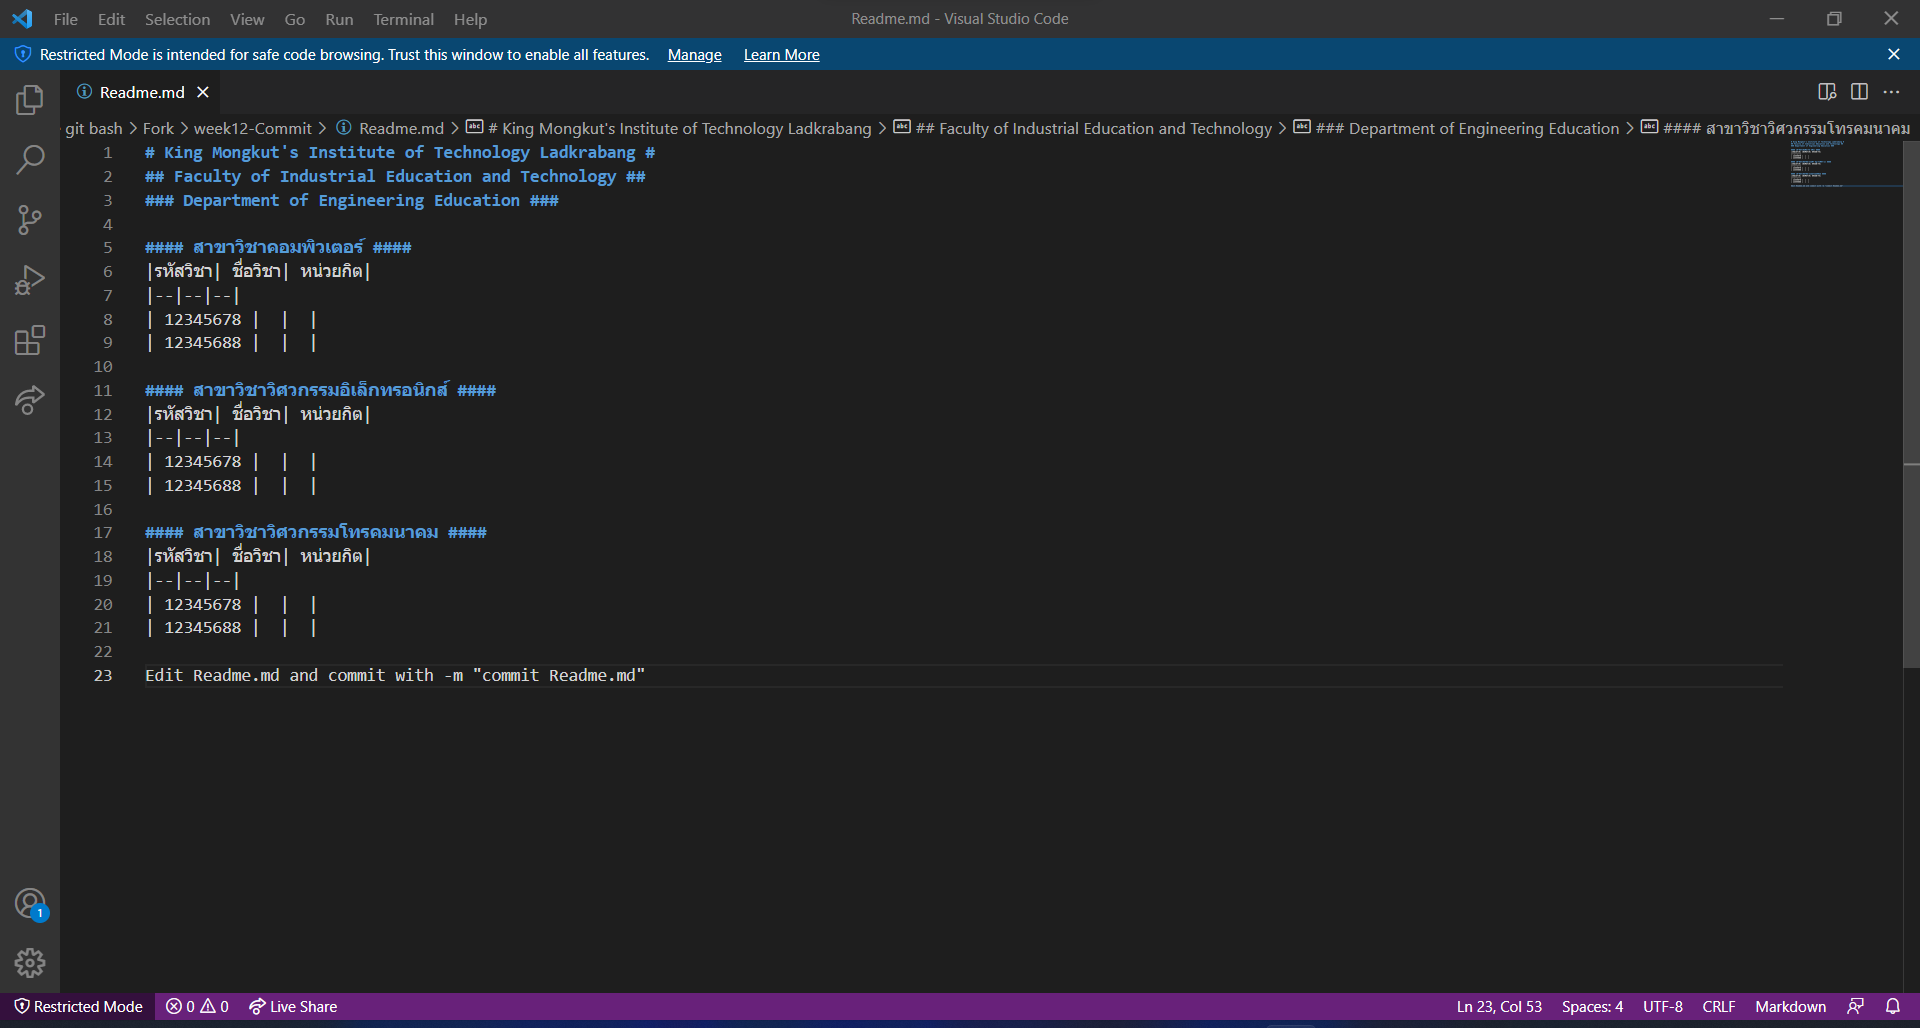 File Edit Selection View Go Run Terminal Help Readme.md - Visual Studio Code
Restricted Mode is intended for safe code browsing. Trust this window to enable all features. Manage Learn More
Readme.md
git bash > Fork > week12-Commit > Readme.md > # King Mongkut's Institute of Technology Ladkrabang > ## Faculty of Industrial Education and Technology > ### Department of Engineering Education > #### สาขาวิชาวิศวกรรมโทรคมนาคม
1 # King Mongkut's Institute of Technology Ladkrabang #
2 ## Faculty of Industrial Education and Technology ##
3 ### Department of Engineering Education ###
4
5 #### สาขาวิชาคอมพิวเตอร์ ####
6 |รหัสวิชา| ชื่อวิชา| หน่วยกิต|
7 |--|--|--|
8 | 12345678 |  |  |
9 | 12345688 |  |  |
10
11 #### สาขาวิชาวิศวกรรมอิเล็กทรอนิกส์ ####
12 |รหัสวิชา| ชื่อวิชา| หน่วยกิต|
13 |--|--|--|
14 | 12345678 |  |  |
15 | 12345688 |  |  |
16
17 #### สาขาวิชาวิศวกรรมโทรคมนาคม ####
18 |รหัสวิชา| ชื่อวิชา| หน่วยกิต|
19 |--|--|--|
20 | 12345678 |  |  |
21 | 12345688 |  |  |
22
23 Edit Readme.md and commit with -m "commit Readme.md"
1
Restricted Mode 0 0 Live Share Ln 23, Col 53 Spaces: 4 UTF-8 CRLF Markdown